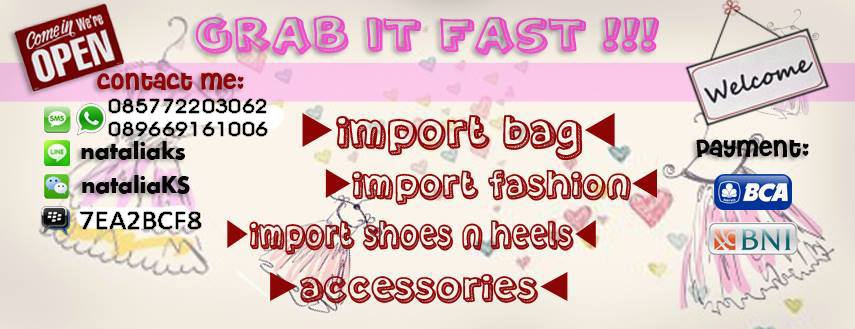 Come in We're
OPEN
GRAB IT FAST !!!
Welcome
contact me:
SMS
085772203062
089669161006
LINE
nataliaks
nataliaKS
7EA2BCF8
import bag
import fashion
import shoes n heels
accessories
payment:
BCA
BNI